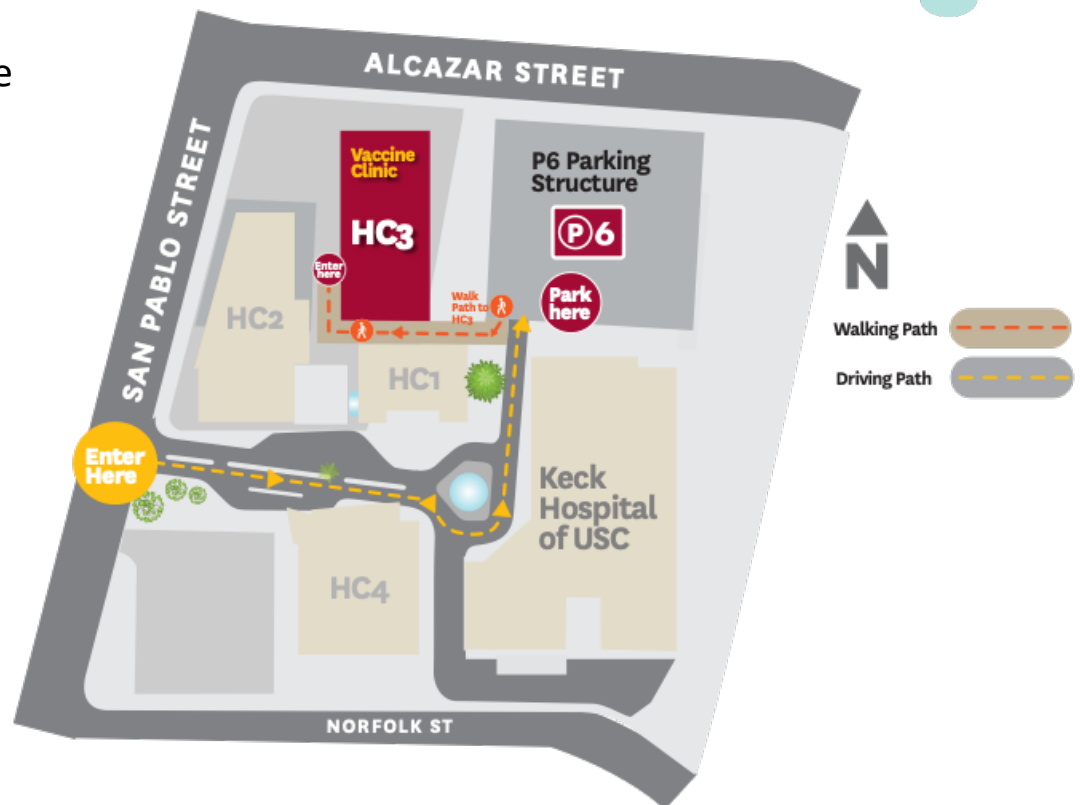 e
ALCAZAR STREET
SAN PABLO STREET
Vaccine
Clinic
HC3
P6 Parking
Structure
P 6
Enter
here
Walk
Path to
HC3
Park
here
N
HC2
Walking Path
HC1
Driving Path
Enter
Here
Keck
Hospital
of USC
HC4
NORFOLK ST